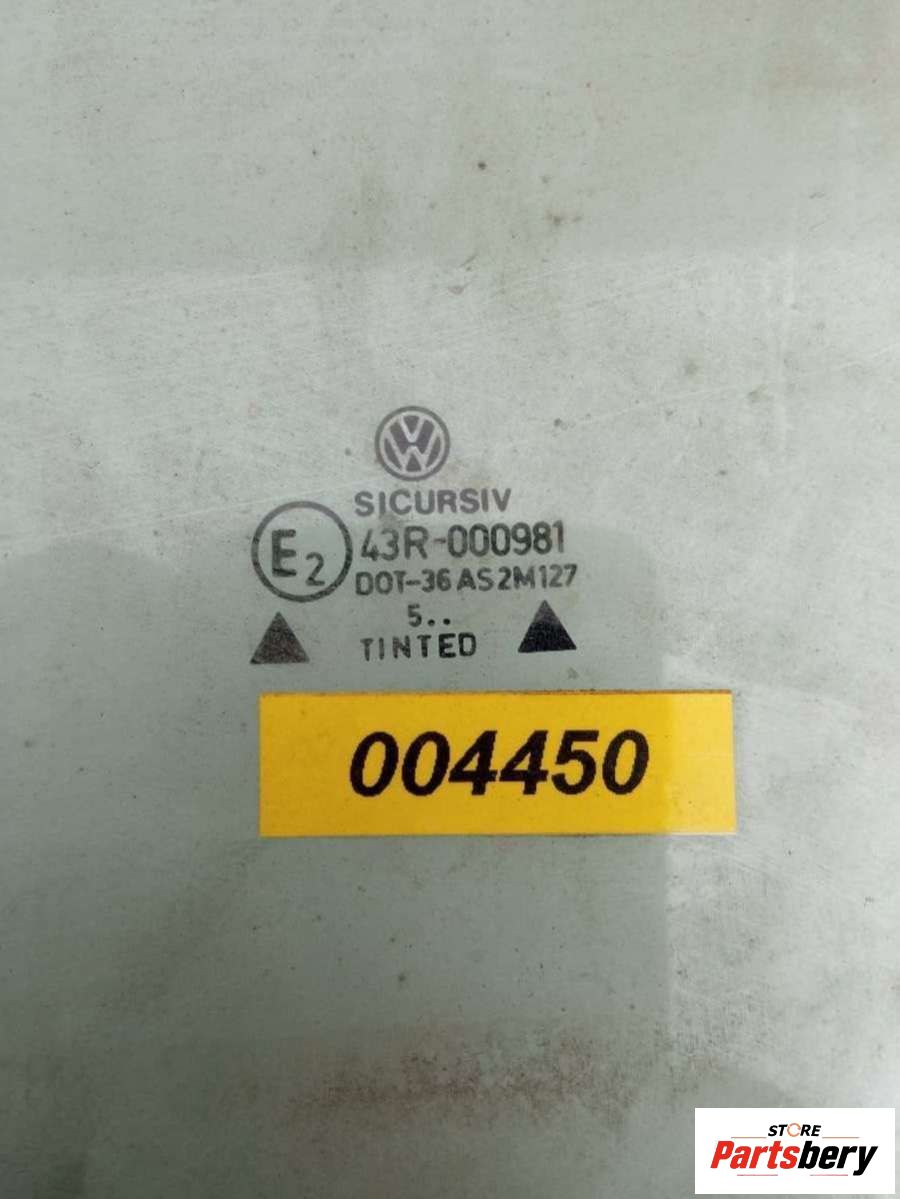 SICURSIV
E2
43R-000981
DOT-36 AS2M127
5..
TINTED
004450
STORE
Partsbery